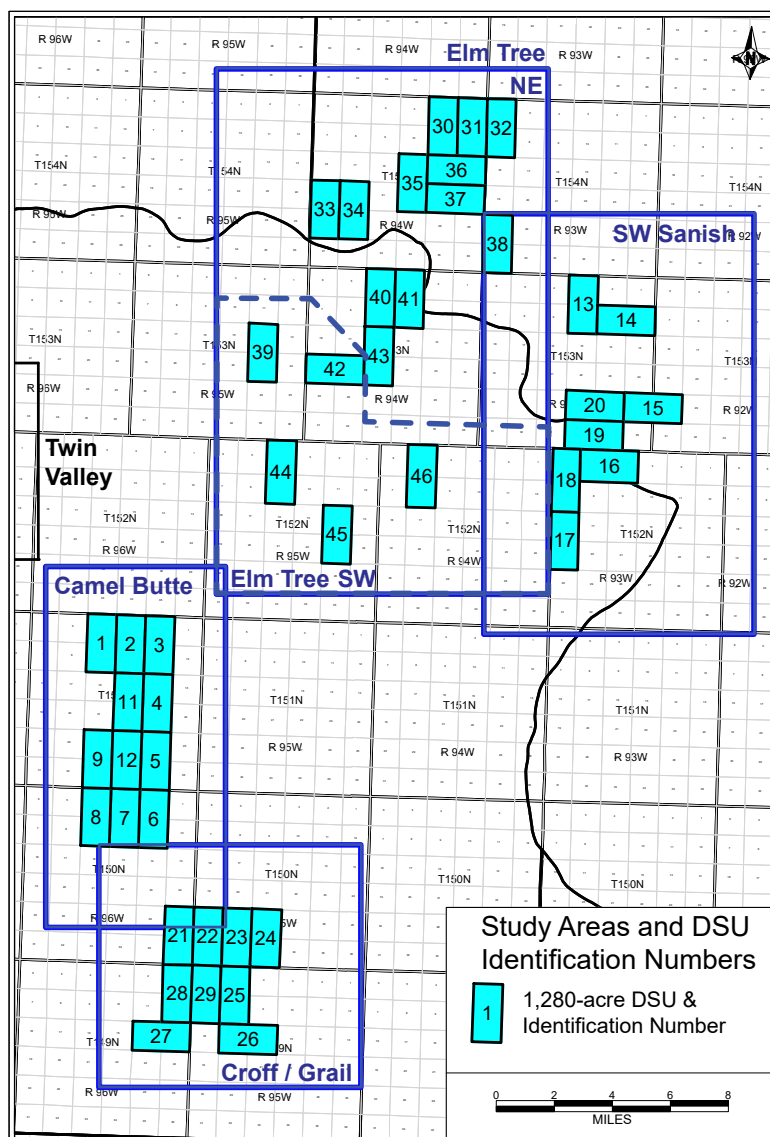 R 96W
R 95W
R 94W
R 93W
Elm Tree
NE
30 31 32
T154N
T154N
T154N
T154N
36
35
37
33 34
R 95W
R 94W
38
R 93W
SW Sanish
40 41
13
14
T153N
39
42
43
3N
T153N
T153N
R 96W
R 95W
R 94W
R 92W
20 15
19
Twin
Valley
44
46
18 16
45
T152N
T152N
T152N
T152N
R 96W
R 95W
R 94W
17
R 93W
R 92W
Camel Butte
Elm Tree SW
1 2 3
11 4
T151N
T151N
T151N
9 12 5
R 95W
R 94W
R 93W
8 7 6
T150N
T150N
T150N
T150N
R 96W
21 22 23 24
28 29 25
27
26
Croff / Grail
R 96W
R 95W
Study Areas and DSU
Identification Numbers
1
1,280-acre DSU &
Identification Number
0 2 4 6 8
MILES